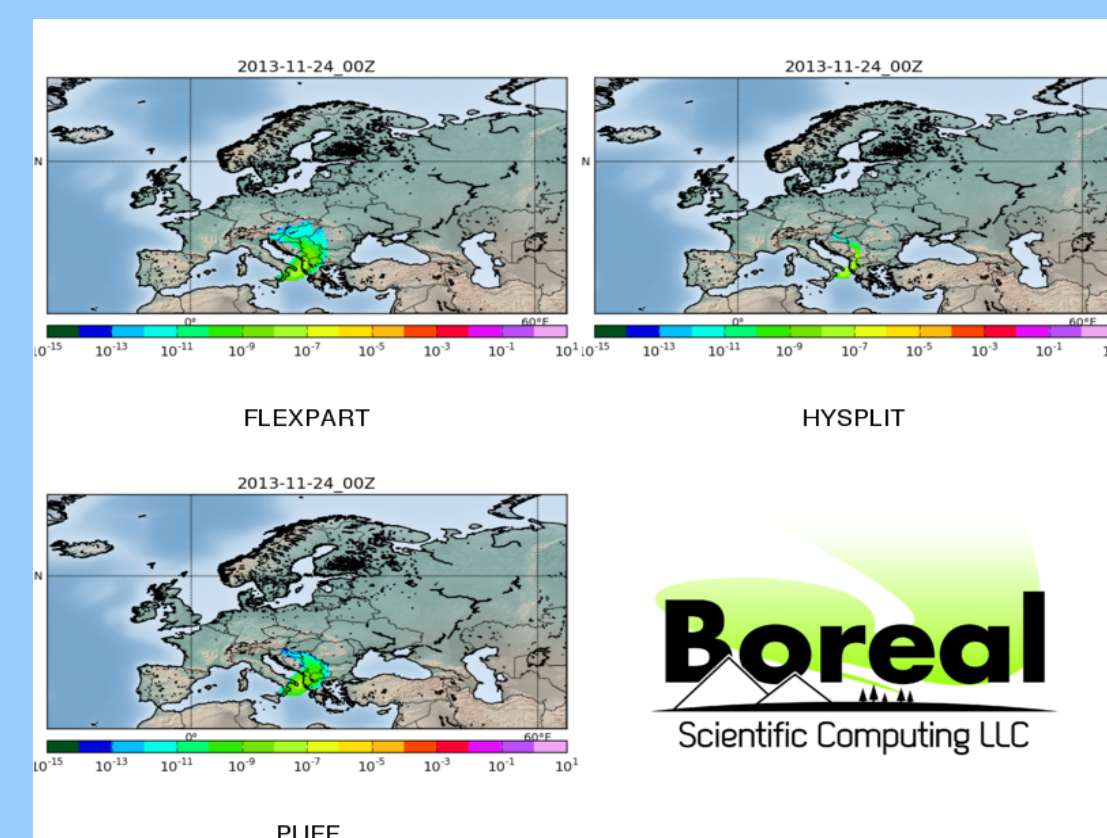 2013-11-24_00Z
2013-11-24_00Z
N
N
0°
60°E
0°
60°E
10⁻¹⁵ 10⁻¹³ 10⁻¹¹ 10⁻⁹ 10⁻⁷ 10⁻⁵ 10⁻³ 10⁻¹ 10¹
10⁻¹⁵ 10⁻¹³ 10⁻¹¹ 10⁻⁹ 10⁻⁷ 10⁻⁵ 10⁻³ 10⁻¹ 1
FLEXPART
HYSPLIT
2013-11-24_00Z
N
0°
60°E
10⁻¹⁵ 10⁻¹³ 10⁻¹¹ 10⁻⁹ 10⁻⁷ 10⁻⁵ 10⁻³ 10⁻¹ 10¹
Boreal
Scientific Computing LLC
PUFF